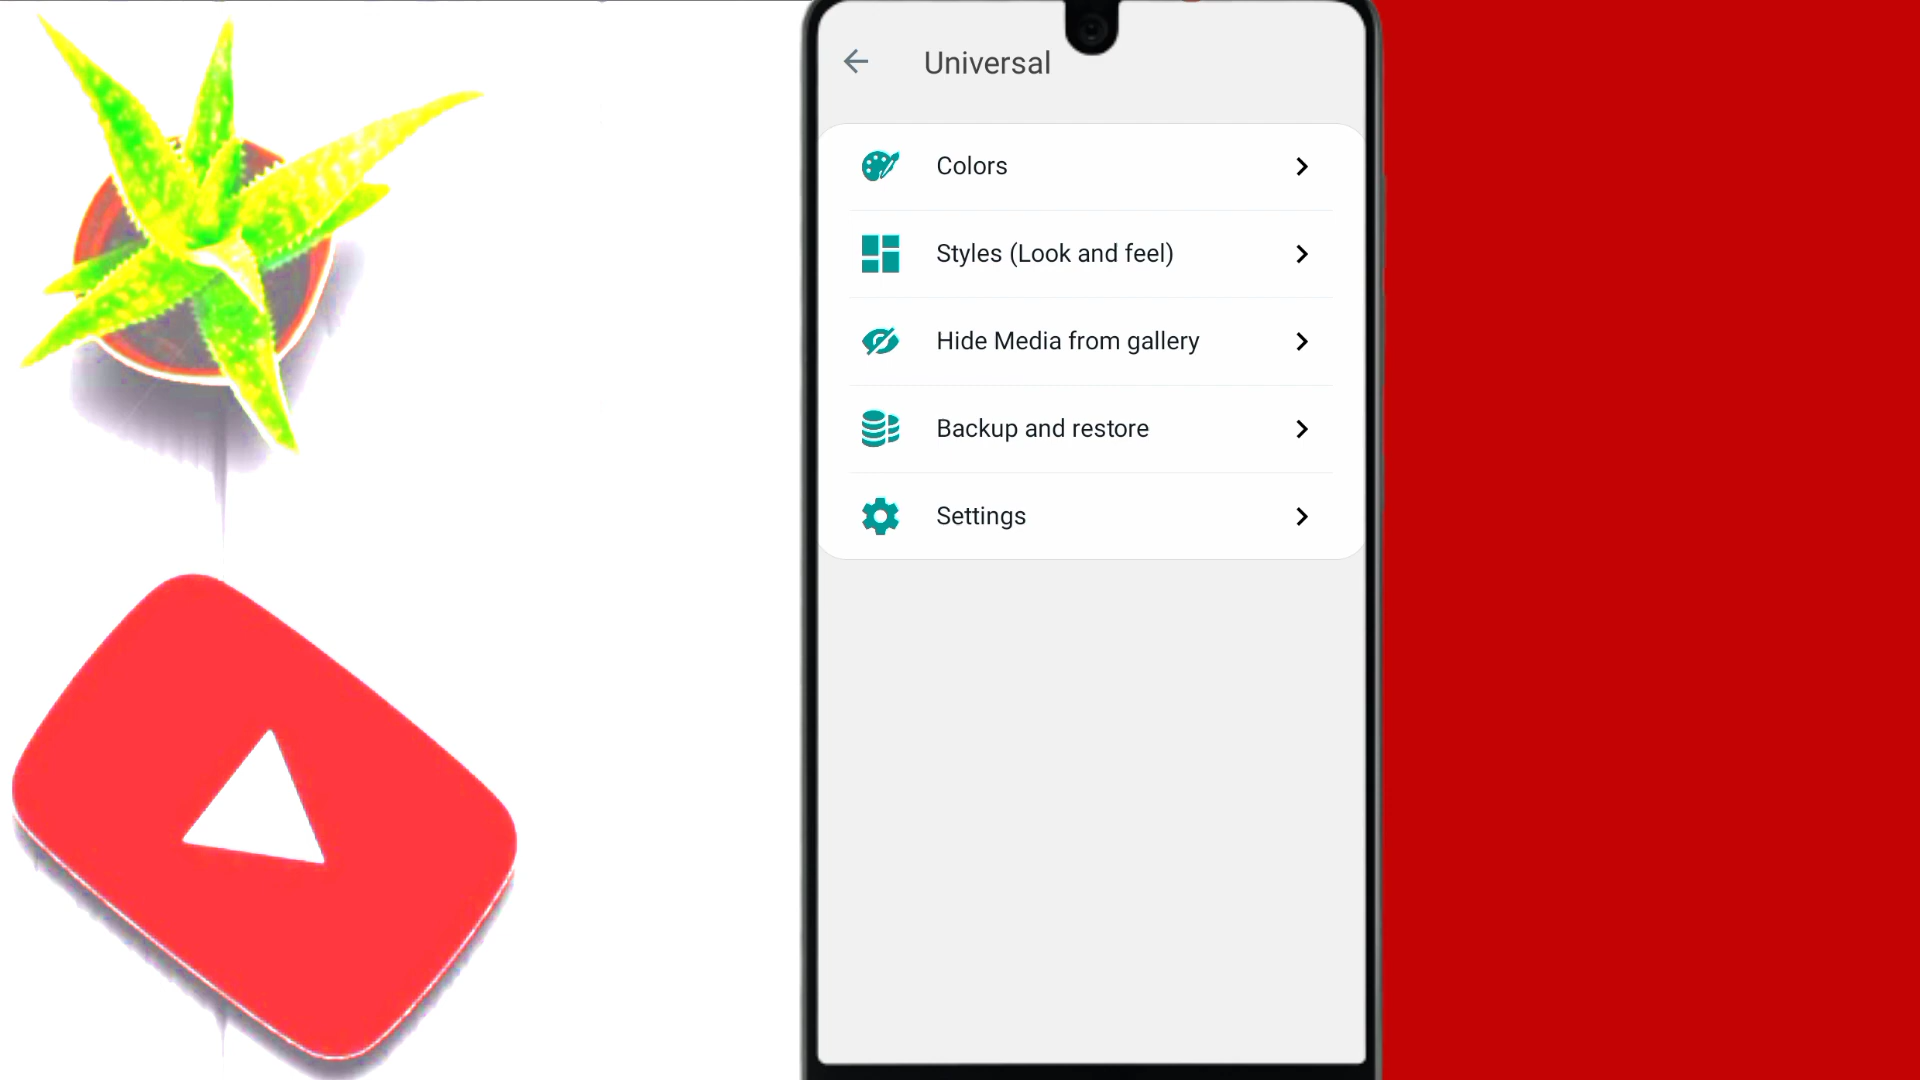 Universal
Colors
Styles (Look and feel)
Hide Media from gallery
Backup and restore
Settings